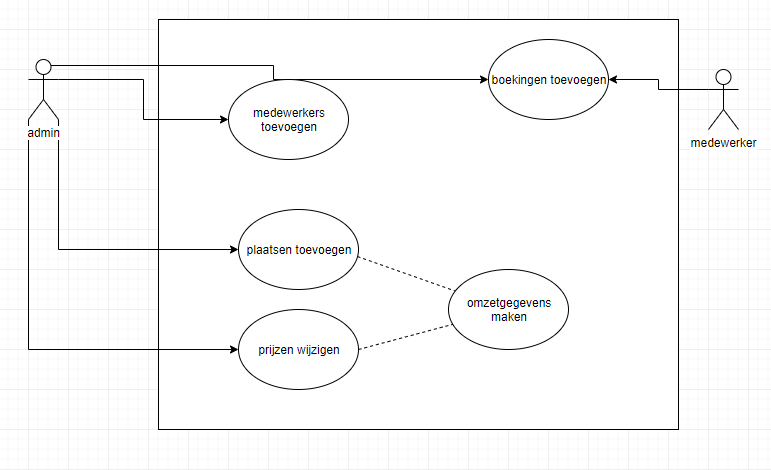 boekingen toevoegen
medewerkers
toevoegen
admin
medewerker
plaatsen toevoegen
omzetgegevens
maken
prijzen wijzigen